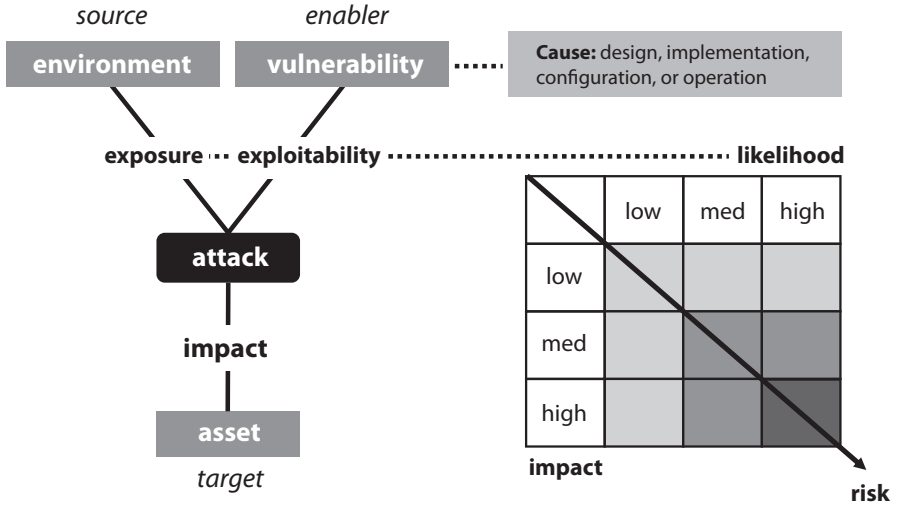 source
enabler
environment
vulnerability
Cause: design, implementation,
configuration, or operation
exposure
exploitability
likelihood
low
med
high
attack
low
impact
med
high
asset
impact
target
risk